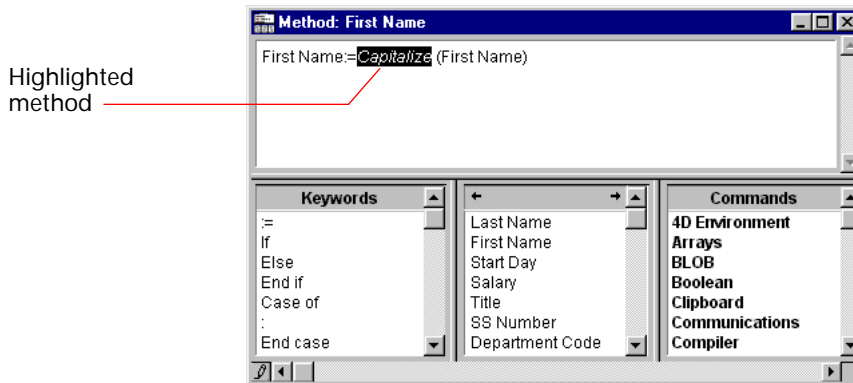 Method: First Name
First Name:=Capitalize (First Name)
Highlighted
method
Keywords
:=
If
Else
End if
Case of
:
End case
Last Name
First Name
Start Day
Salary
Title
SS Number
Department Code
Commands
4D Environment
Arrays
BLOB
Boolean
Clipboard
Communications
Compiler